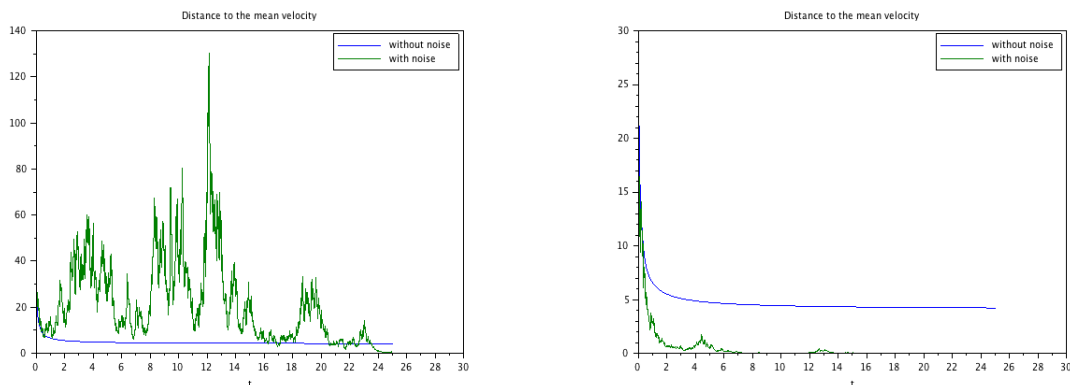 Distance to the mean velocity
without noise
with noise
140
120
100
80
60
40
20
0
0 2 4 6 8 10 12 14 16 18 20 22 24 26 28 30
t
Distance to the mean velocity
without noise
with noise
30
25
20
15
10
5
0
0 2 4 6 8 10 12 14 16 18 20 22 24 26 28 30
t